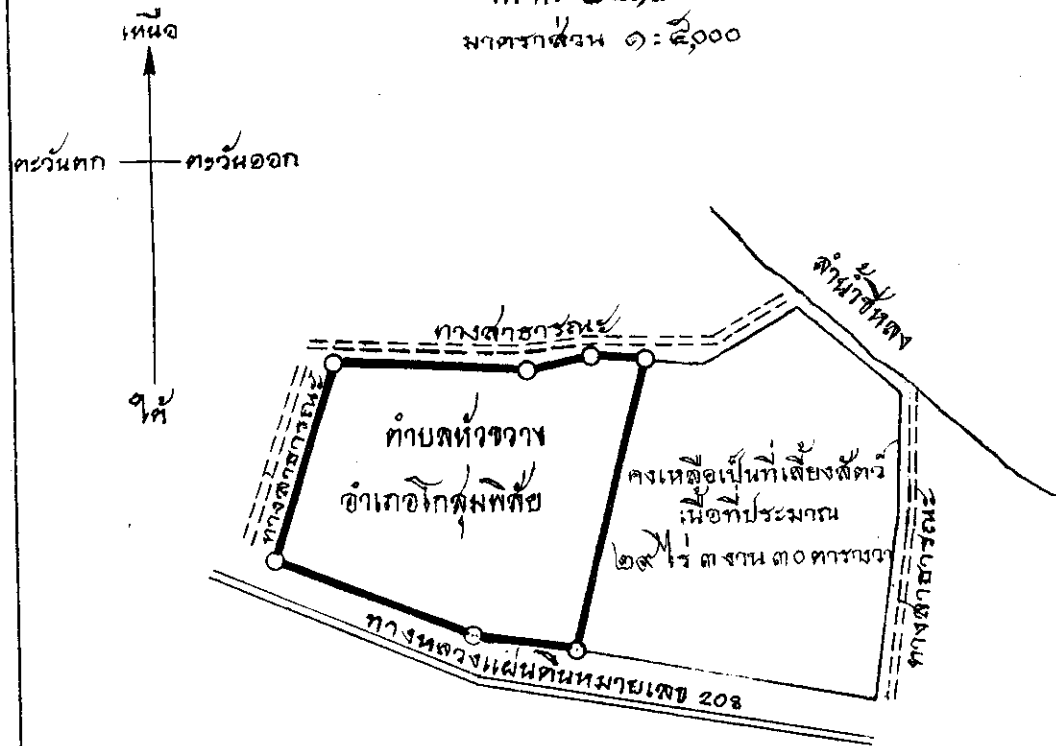 มาตราส่วน ๑:๕,๐๐๐
เหนือ
ตะวันตก
ตะวันออก
ใต้
ลำน้ำชีหลง
ทางสาธารณะ
ทางสาธารณะ
ตำบลหัวขวาง
อำเภอโกสุมพิสัย
คงเหลือเป็นที่เลี้ยงสัตว์
เนื้อที่ประมาณ
๒๙ ไร่ ๓ งาน ๓๐ ตารางวา
ทางสาธารณะ
ทางหลวงแผ่นดินหมายเลข 208